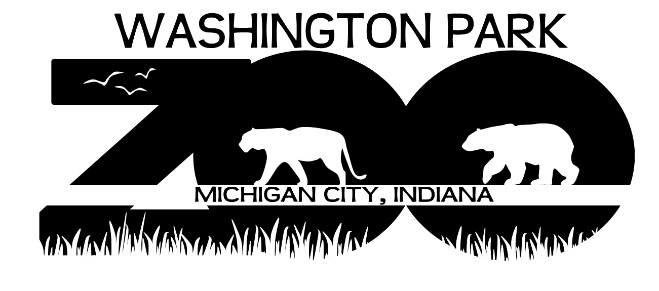 WASHINGTON PARK
ZOO
MICHIGAN CITY, INDIANA